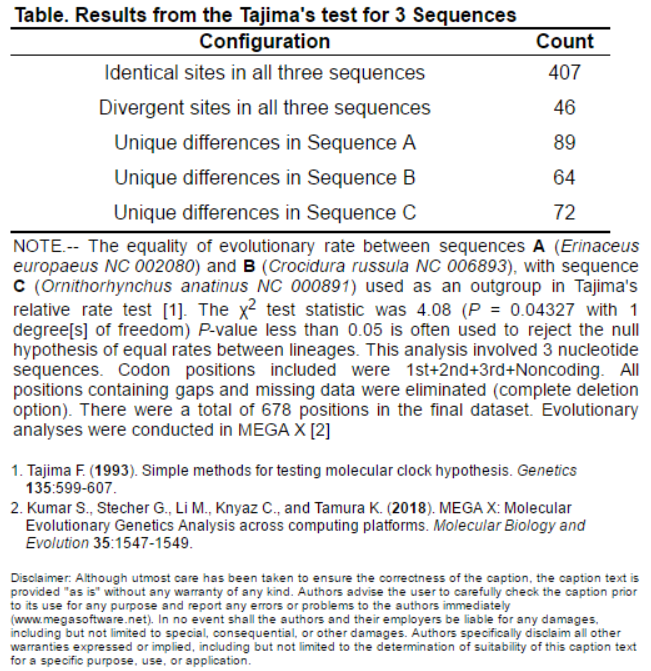 Table. Results from the Tajima's test for 3 Sequences
Configuration Count
Identical sites in all three sequences 407
Divergent sites in all three sequences 46
Unique differences in Sequence A 89
Unique differences in Sequence B 64
Unique differences in Sequence C 72
NOTE.-- The equality of evolutionary rate between sequences A (Erinaceus
europaeus NC 002080) and B (Crocidura russula NC 006893), with sequence
C (Ornithorhynchus anatinus NC 000891) used as an outgroup in Tajima's
relative rate test [1]. The χ2 test statistic was 4.08 (P = 0.04327 with 1
degree[s] of freedom) P-value less than 0.05 is often used to reject the null
hypothesis of equal rates between lineages. This analysis involved 3 nucleotide
sequences. Codon positions included were 1st+2nd+3rd+Noncoding. All
positions containing gaps and missing data were eliminated (complete deletion
option). There were a total of 678 positions in the final dataset. Evolutionary
analyses were conducted in MEGA X [2]
1. Tajima F. (1993). Simple methods for testing molecular clock hypothesis. Genetics
135:599-607.
2. Kumar S., Stecher G., Li M., Knyaz C., and Tamura K. (2018). MEGA X: Molecular
Evolutionary Genetics Analysis across computing platforms. Molecular Biology and
Evolution 35:1547-1549.
Disclaimer: Although utmost care has been taken to ensure the correctness of the caption, the caption text is
provided "as is" without any warranty of any kind. Authors advise the user to carefully check the caption prior
to its use for any purpose and report any errors or problems to the authors immediately
(www.megasoftware.net). In no event shall the authors and their employers be liable for any damages,
including but not limited to special, consequential, or other damages. Authors specifically disclaim all other
warranties expressed or implied, including but not limited to the determination of suitability of this caption text
for a specific purpose, use, or application.